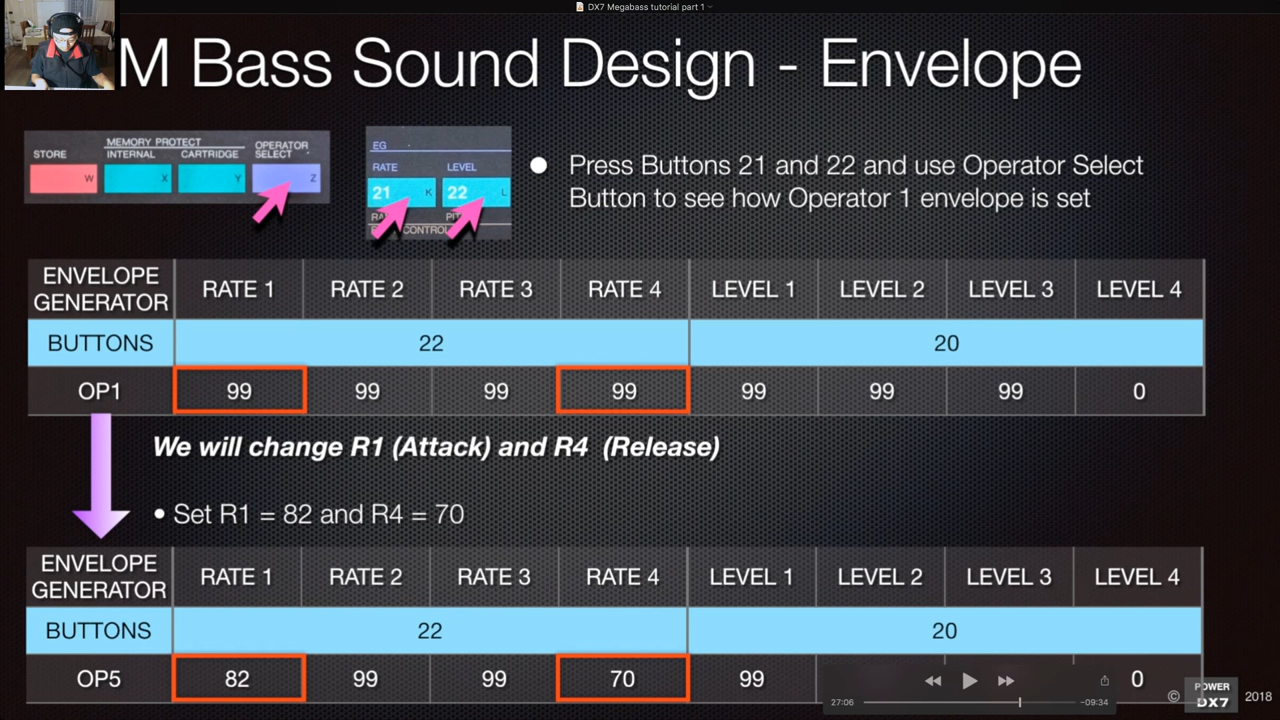 DX7 Megabass tutorial part 1
M Bass Sound Design - Envelope
STORE
MEMORY PROTECT
INTERNAL
CARTRIDGE
OPERATOR
SELECT
W
X
Y
Z
EG
RATE
LEVEL
21
K
22
L
● Press Buttons 21 and 22 and use Operator Select
Button to see how Operator 1 envelope is set
ENVELOPE
GENERATOR
RATE 1 RATE 2 RATE 3 RATE 4 LEVEL 1 LEVEL 2 LEVEL 3 LEVEL 4
BUTTONS 22 20
OP1 99 99 99 99 99 99 99 0
We will change R1 (Attack) and R4 (Release)
• Set R1 = 82 and R4 = 70
ENVELOPE
GENERATOR
RATE 1 RATE 2 RATE 3 RATE 4 LEVEL 1 LEVEL 2 LEVEL 3 LEVEL 4
BUTTONS 22 20
OP5 82 99 99 70 99 0
27:06
-09:34
©
POWER
DX7
2018